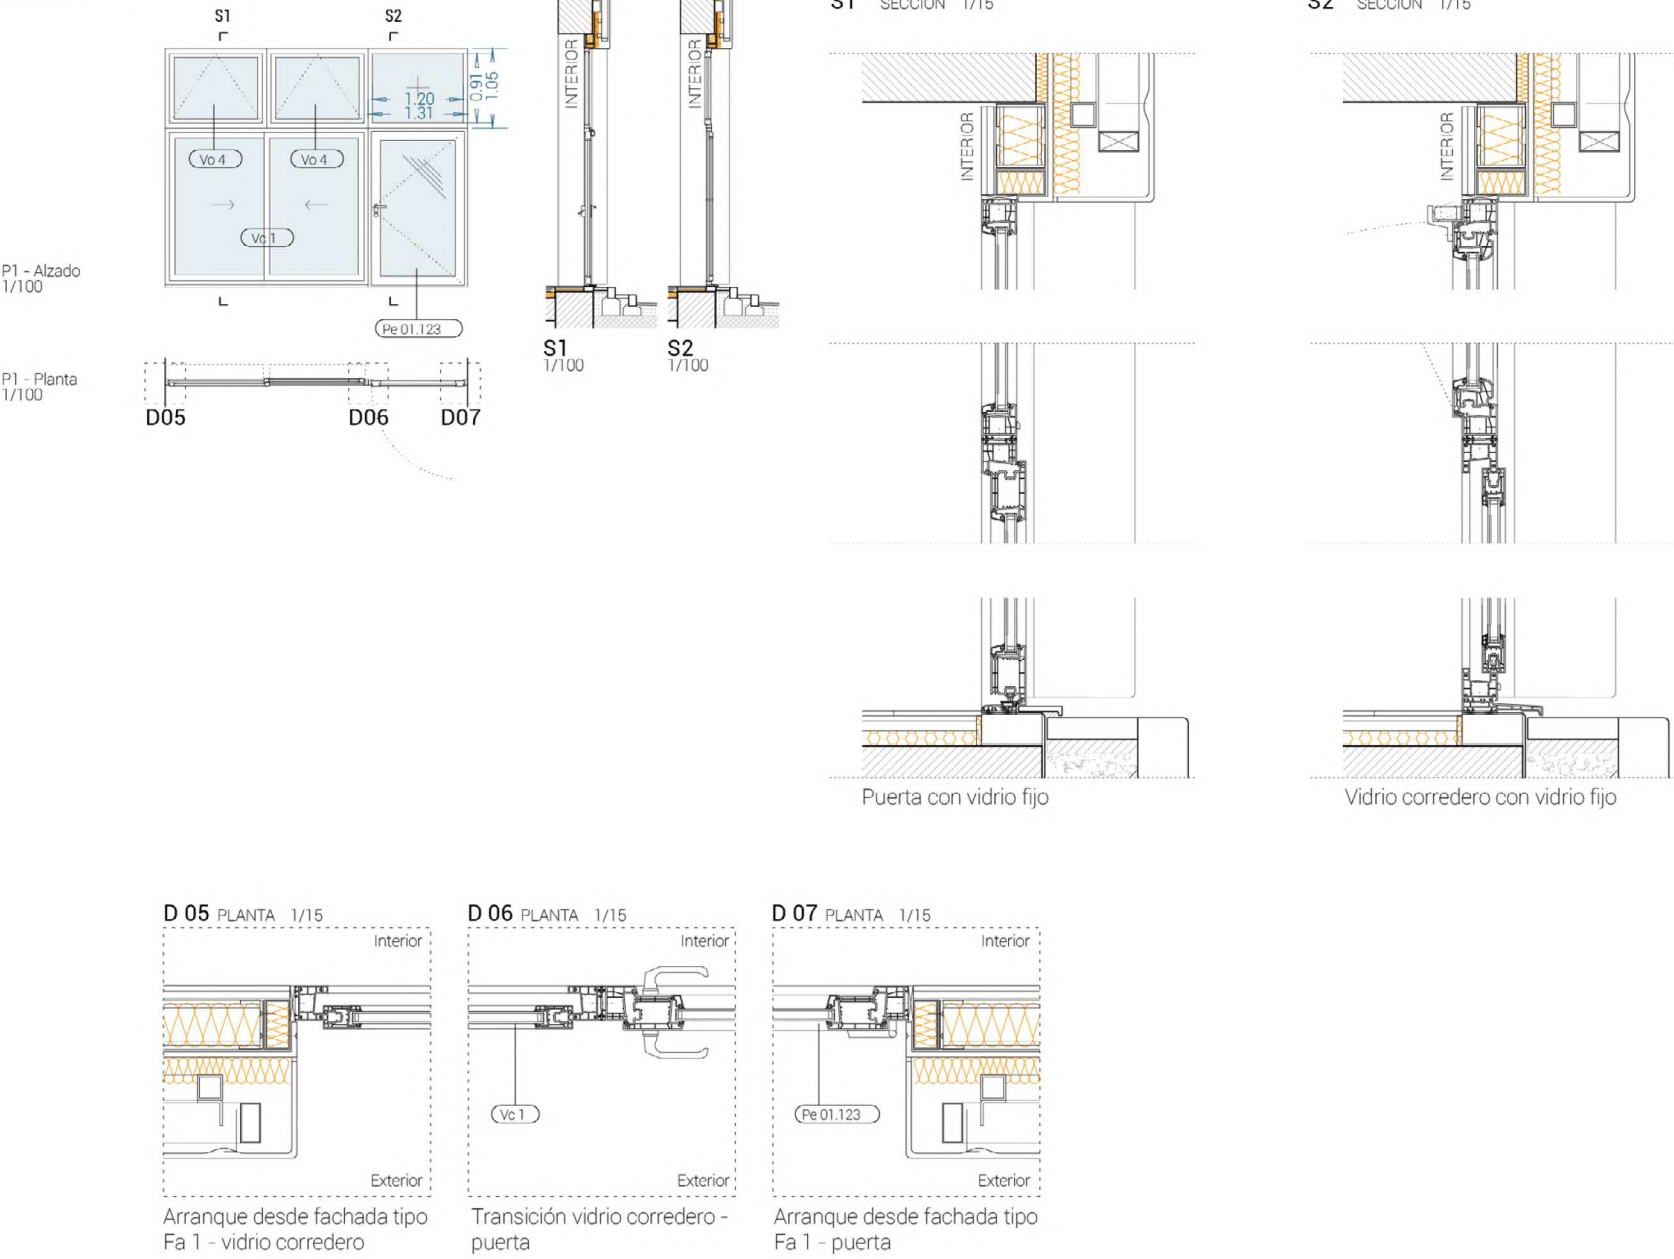 S1 SECCIÓN 1/15
S2 SECCIÓN 1/15
S1
S2
INTERIOR
INTERIOR
1.20
1.31
0.91
1.05
Vo 4
Vo 4
Vc 1
P1 - Alzado
1/100
Pe 01.123
S1
1/100
S2
1/100
P1 - Planta
1/100
D05
D06
D07
INTERIOR
INTERIOR
Puerta con vidrio fijo
Vidrio corredero con vidrio fijo
D 05 PLANTA 1/15
Interior
Exterior
Arranque desde fachada tipo
Fa 1 - vidrio corredero
D 06 PLANTA 1/15
Interior
Vc 1
Exterior
Transición vidrio corredero -
puerta
D 07 PLANTA 1/15
Interior
Pe 01.123
Exterior
Arranque desde fachada tipo
Fa 1 - puerta